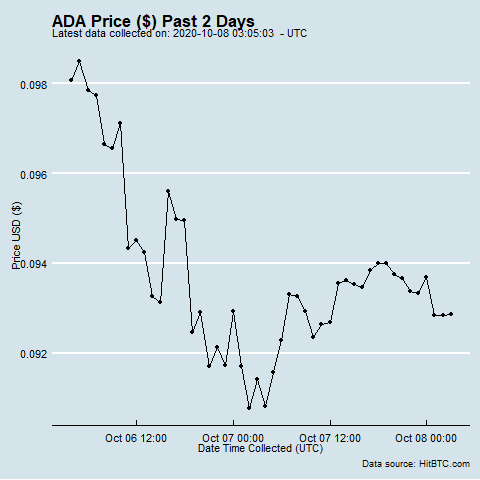 ADA Price ($) Past 2 Days
Latest data collected on: 2020-10-08 03:05:03 - UTC
Price USD ($)
0.098
0.096
0.094
0.092
Oct 06 12:00
Oct 07 00:00
Oct 07 12:00
Oct 08 00:00
Date Time Collected (UTC)
Data source: HitBTC.com